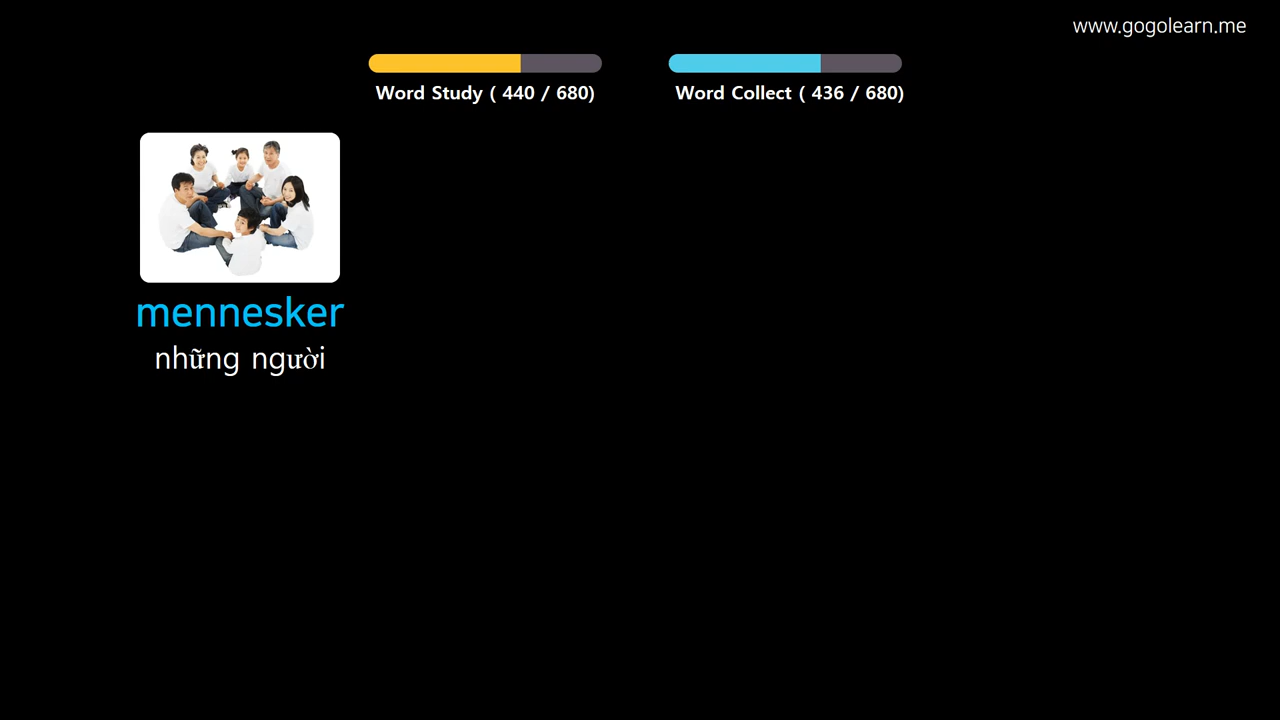 www.gogolearn.me
Word Study ( 440 / 680)
Word Collect ( 436 / 680)
mennesker
những người